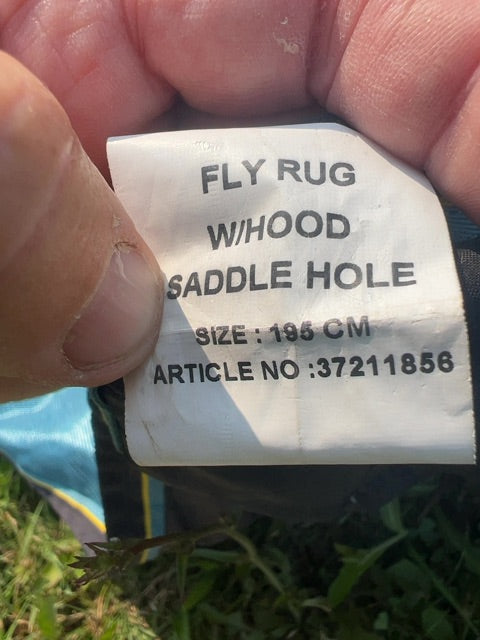 FLY RUG
W/HOOD
SADDLE HOLE
SIZE : 195 CM
ARTICLE NO :37211856